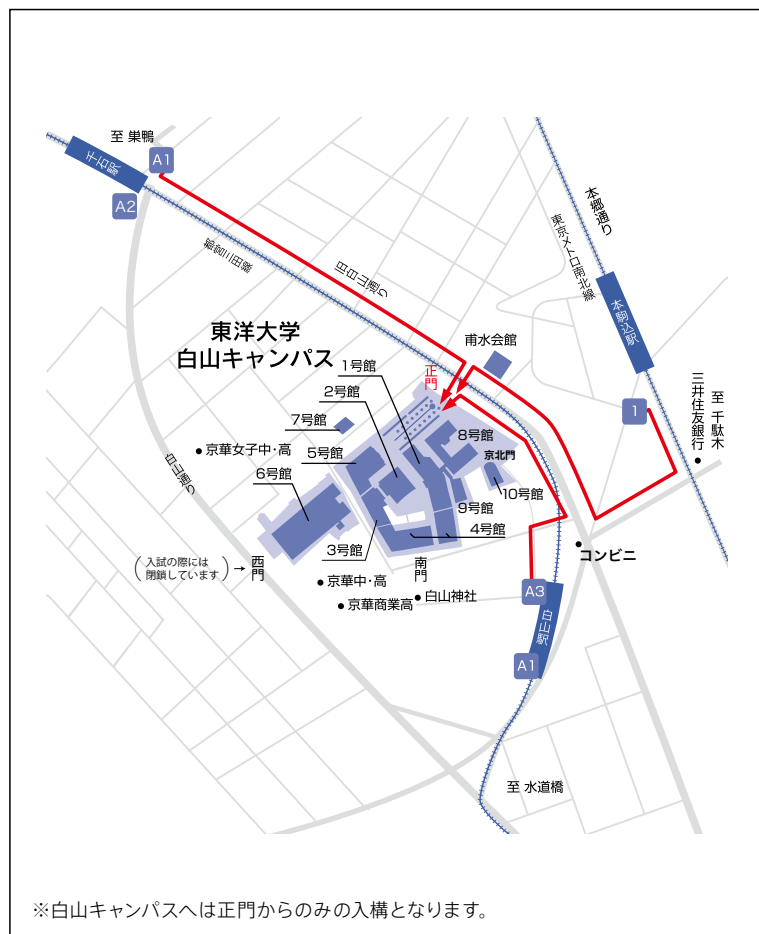 至 巣鴨
A1
千石駅
A2
都営三田線
旧白山通り
本郷通り
東京メトロ南北線
本駒込駅
東洋大学
白山キャンパス
甫水会館
正門
1号館
2号館
7号館
1
至 千駄木
三井住友銀行
京華女子中・高
5号館
8号館
京北門
白山通り
6号館
10号館
9号館
4号館
3号館
コンビニ
入試の際には
閉鎖しています
→
西門
南門
京華中・高
白山神社
京華商業高
A3
白山駅
A1
至 水道橋
※白山キャンパスへは正門からのみの入構となります。